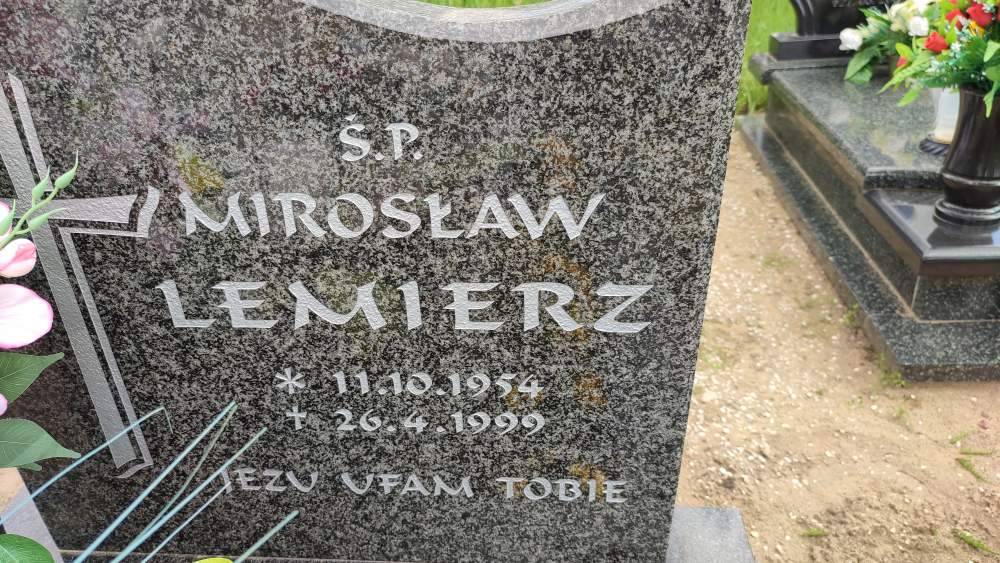 Ś.P.
MIROSŁAW
LEMIERZ
* 11.10.1954
+ 26.4.1999
JEZU UFAM TOBIE